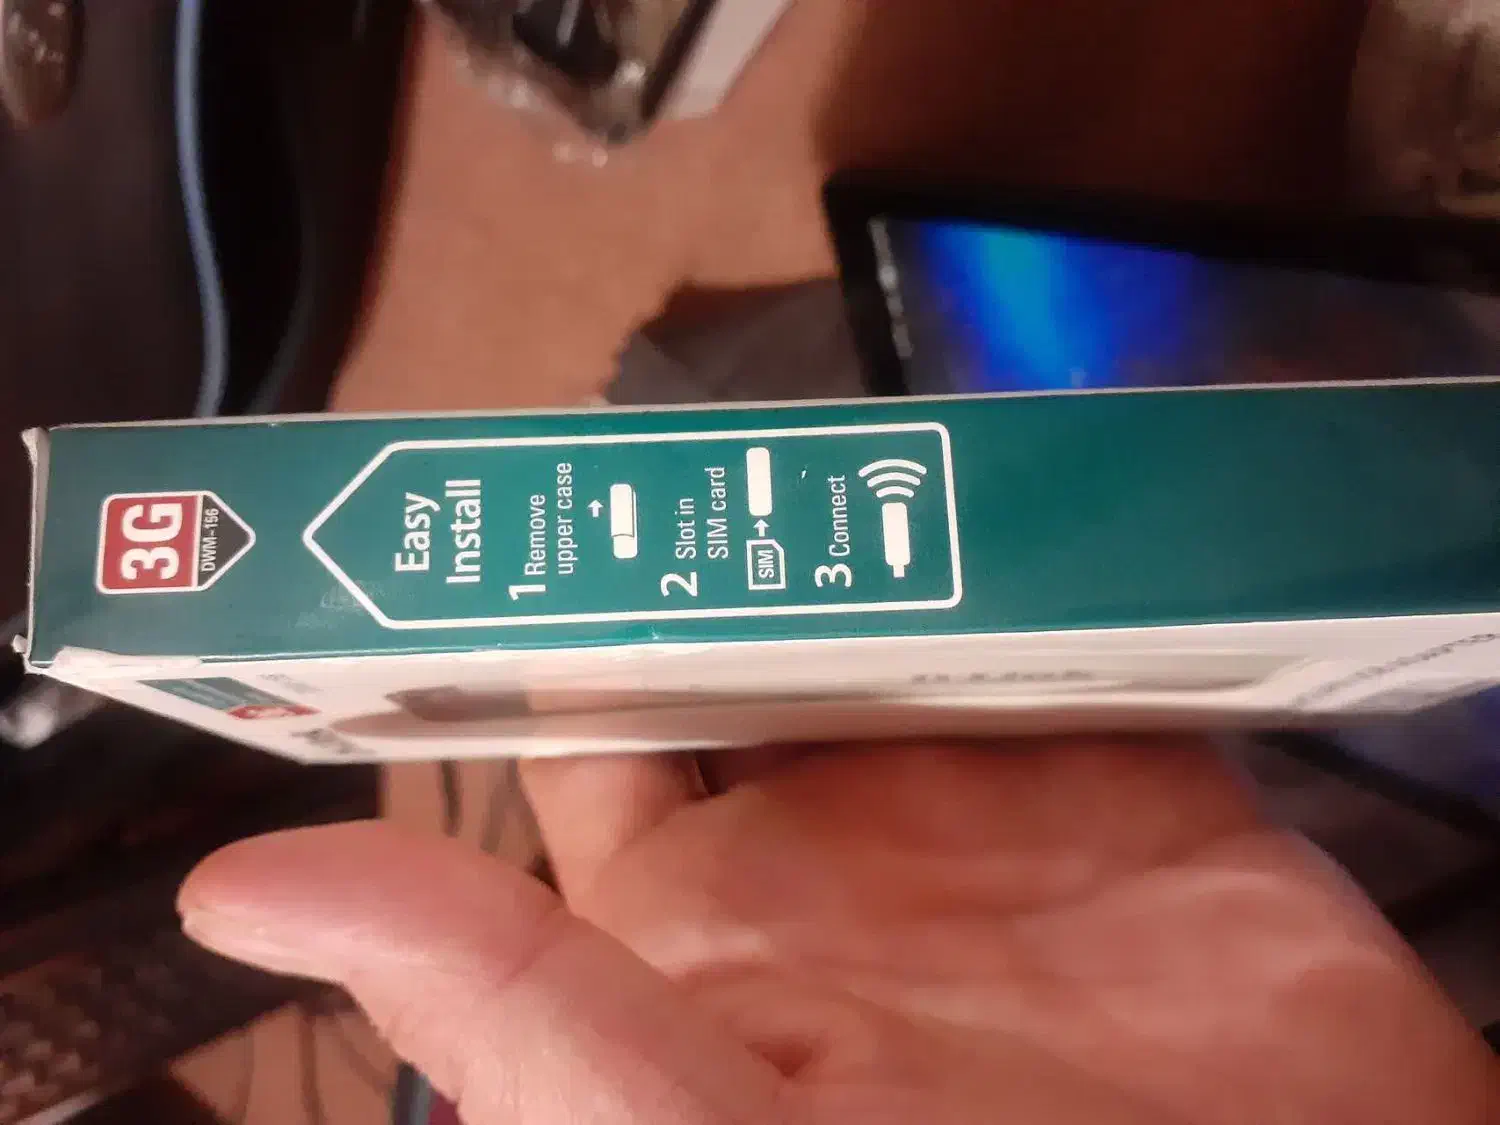 3G
DWM-156
Easy
Install
1 Remove
upper case
2 Slot in
SIM card
SIM
3 Connect